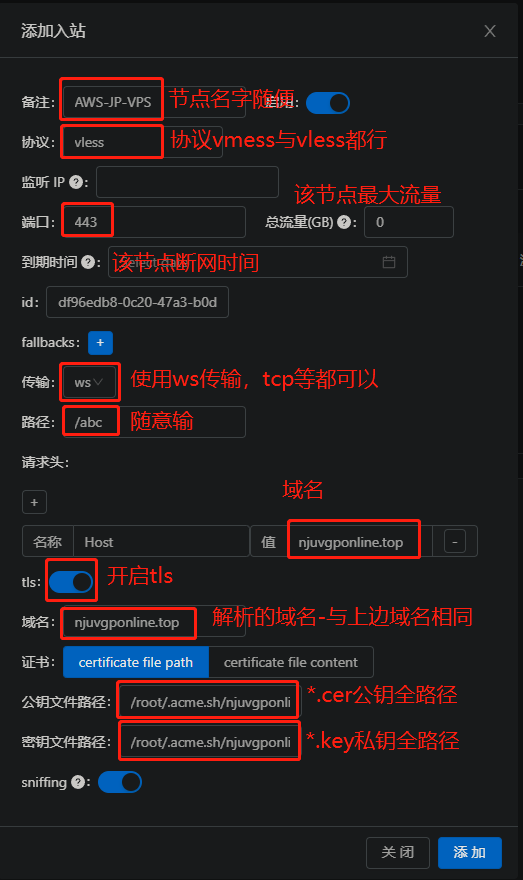 添加入站
备注: AWS-JP-VPS 节点名字随便 启用:
协议: vless 协议vmess与vless都行
监听 IP ?:
该节点最大流量
端口: 443 总流量(GB) ?: 0
到期时间 ?: 该节点断网时间
id: df96edb8-0c20-47a3-b0d
fallbacks: +
传输: ws 使用ws传输，tcp等都可以
路径: /abc 随意输
请求头:
+
域名
名称 Host 值 njuvgponline.top -
tls: 开启tls
域名: njuvgponline.top 解析的域名-与上边域名相同
证书: certificate file path certificate file content
公钥文件路径: /root/.acme.sh/njuvgponli *.cer公钥全路径
密钥文件路径: /root/.acme.sh/njuvgponli *.key私钥全路径
sniffing ?:
关 闭 添 加